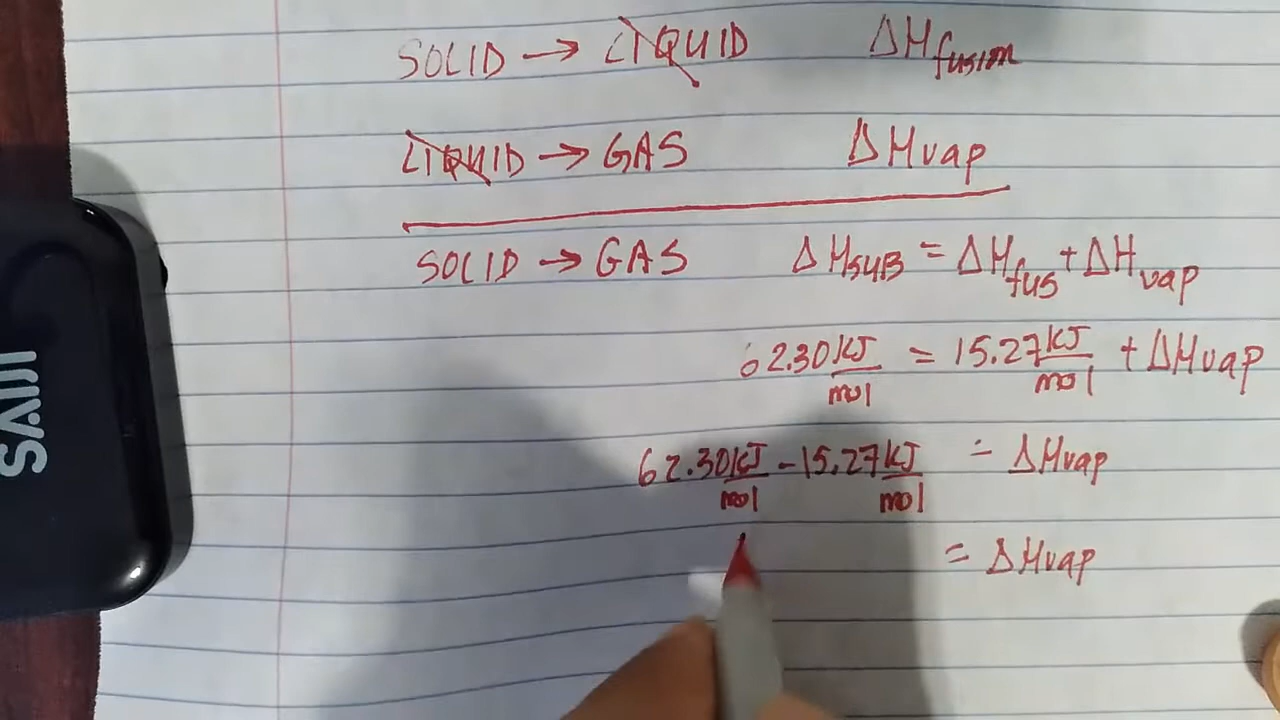 SOLID → LIQUID ΔHfusion
LIQUID → GAS ΔHvap
SOLID → GAS ΔHSUB = ΔHfus + ΔHvap
62.30 KJ/mol = 15.27 KJ/mol + ΔHvap
62.30 KJ/mol - 15.27 KJ/mol = ΔHvap
= ΔHvap